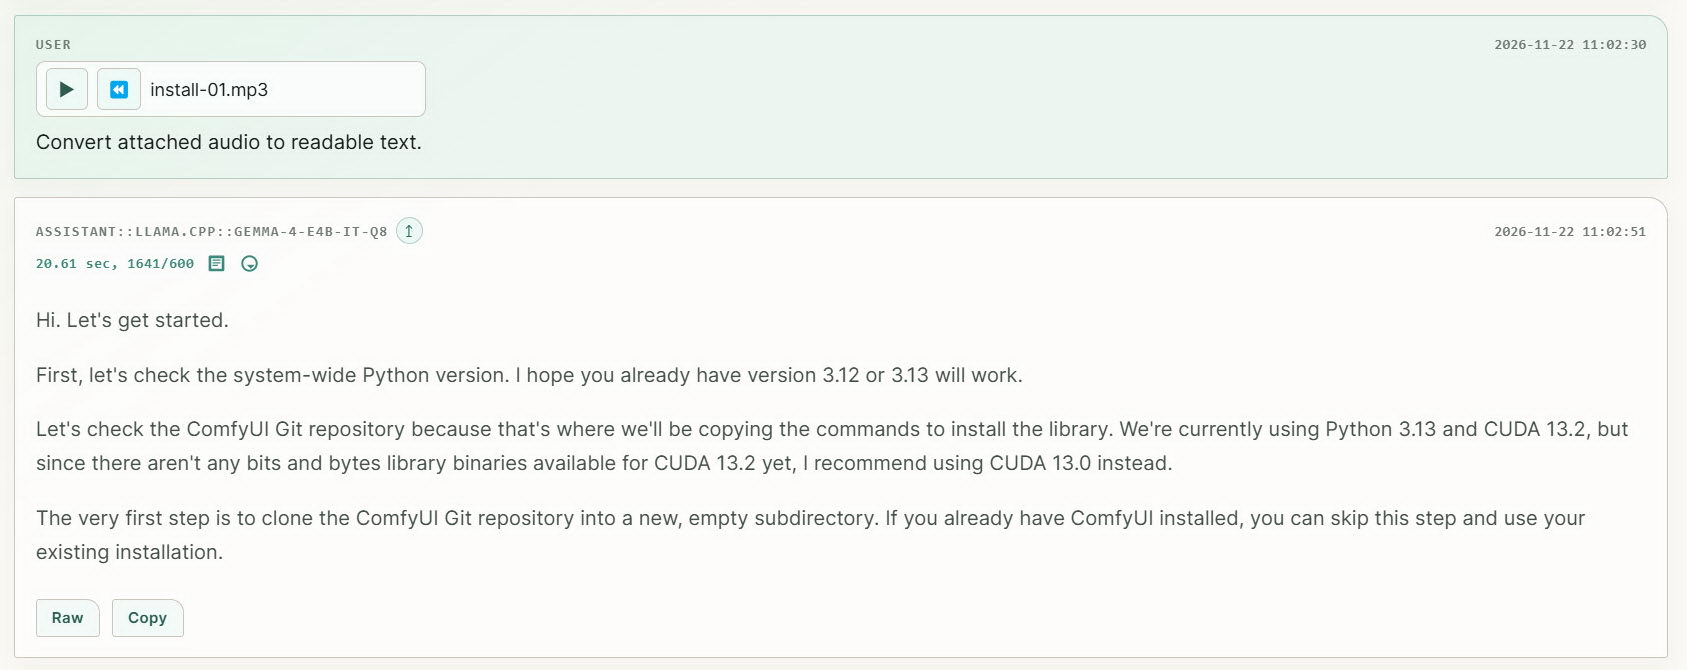 USER
2026-11-22 11:02:30
install-01.mp3
Convert attached audio to readable text.
ASSISTANT::LLAMA.CPP::GEMMA-4-E4B-IT-Q8
2026-11-22 11:02:51
20.61 sec, 1641/600
Hi. Let's get started.
First, let's check the system-wide Python version. I hope you already have version 3.12 or 3.13 will work.
Let's check the ComfyUI Git repository because that's where we'll be copying the commands to install the library. We're currently using Python 3.13 and CUDA 13.2, but
since there aren't any bits and bytes library binaries available for CUDA 13.2 yet, I recommend using CUDA 13.0 instead.
The very first step is to clone the ComfyUI Git repository into a new, empty subdirectory. If you already have ComfyUI installed, you can skip this step and use your
existing installation.
Raw
Copy